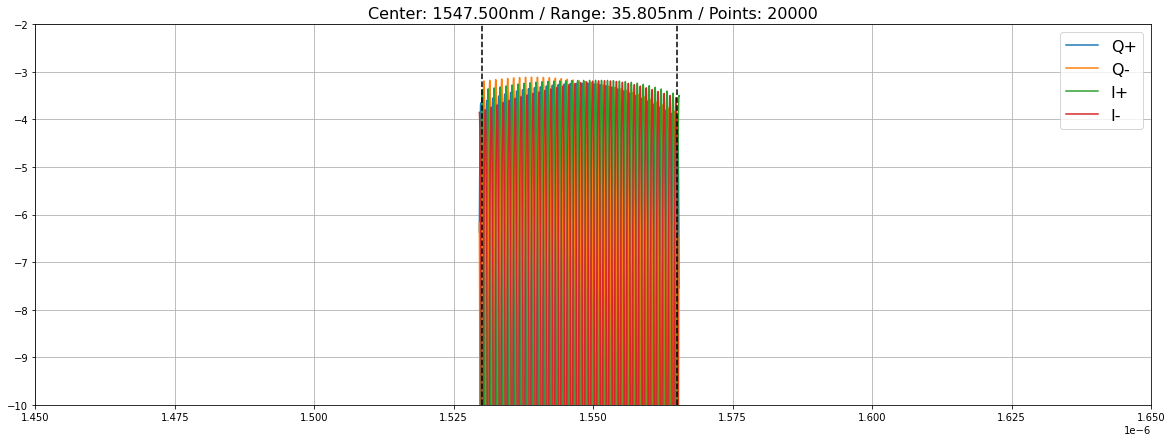 Center: 1547.500nm / Range: 35.805nm / Points: 20000
−2
−3
−4
−5
−6
−7
−8
−9
−10
Q+
Q-
I+
I-
1.450 1.475 1.500 1.525 1.550 1.575 1.600 1.625 1.650
1e−6